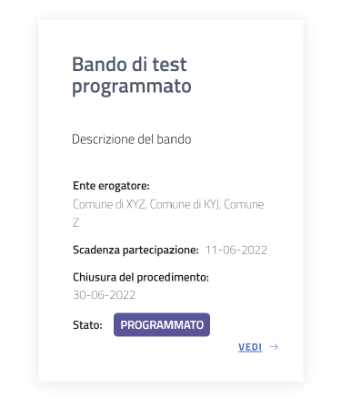 Bando di test
programmato
Descrizione del bando
Ente erogatore:
Comune di XYZ, Comune di KYJ, Comune
Z
Scadenza partecipazione: 11-06-2022
Chiusura del procedimento:
30-06-2022
Stato: PROGRAMMATO
VEDI →